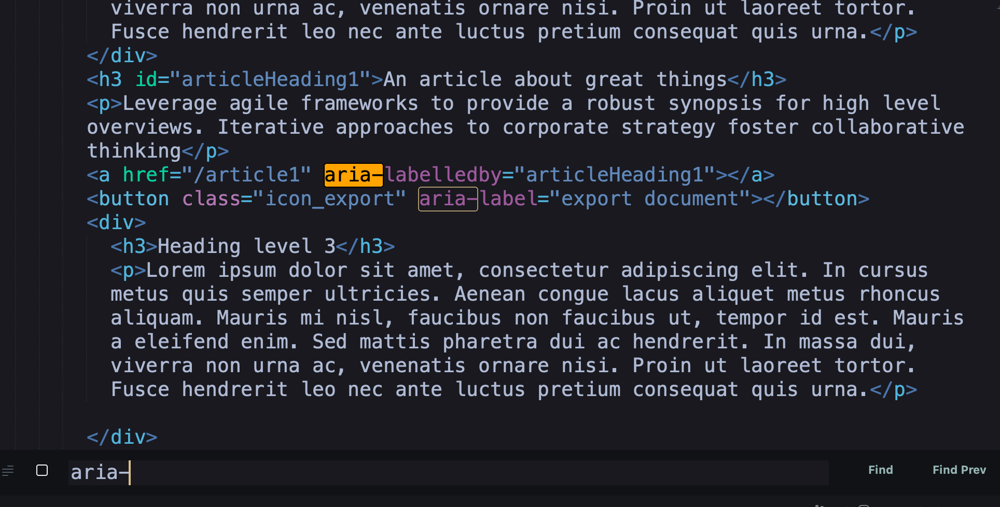 viverra non urna ac, venenatis ornare nisi. Proin ut laoreet tortor.
Fusce hendrerit leo nec ante luctus pretium consequat quis urna.</p>
</div>
<h3 id="articleHeading1">An article about great things</h3>
<p>Leverage agile frameworks to provide a robust synopsis for high level
overviews. Iterative approaches to corporate strategy foster collaborative
thinking</p>
<a href="/article1" aria-labelledby="articleHeading1"></a>
<button class="icon_export" aria-label="export document"></button>
<div>
<h3>Heading level 3</h3>
<p>Lorem ipsum dolor sit amet, consectetur adipiscing elit. In cursus
metus quis semper ultricies. Aenean congue lacus aliquet metus rhoncus
aliquam. Mauris mi nisl, faucibus non faucibus ut, tempor id est. Mauris
a eleifend enim. Sed mattis pharetra dui ac hendrerit. In massa dui,
viverra non urna ac, venenatis ornare nisi. Proin ut laoreet tortor.
Fusce hendrerit leo nec ante luctus pretium consequat quis urna.</p>
</div>
aria-
Find
Find Prev